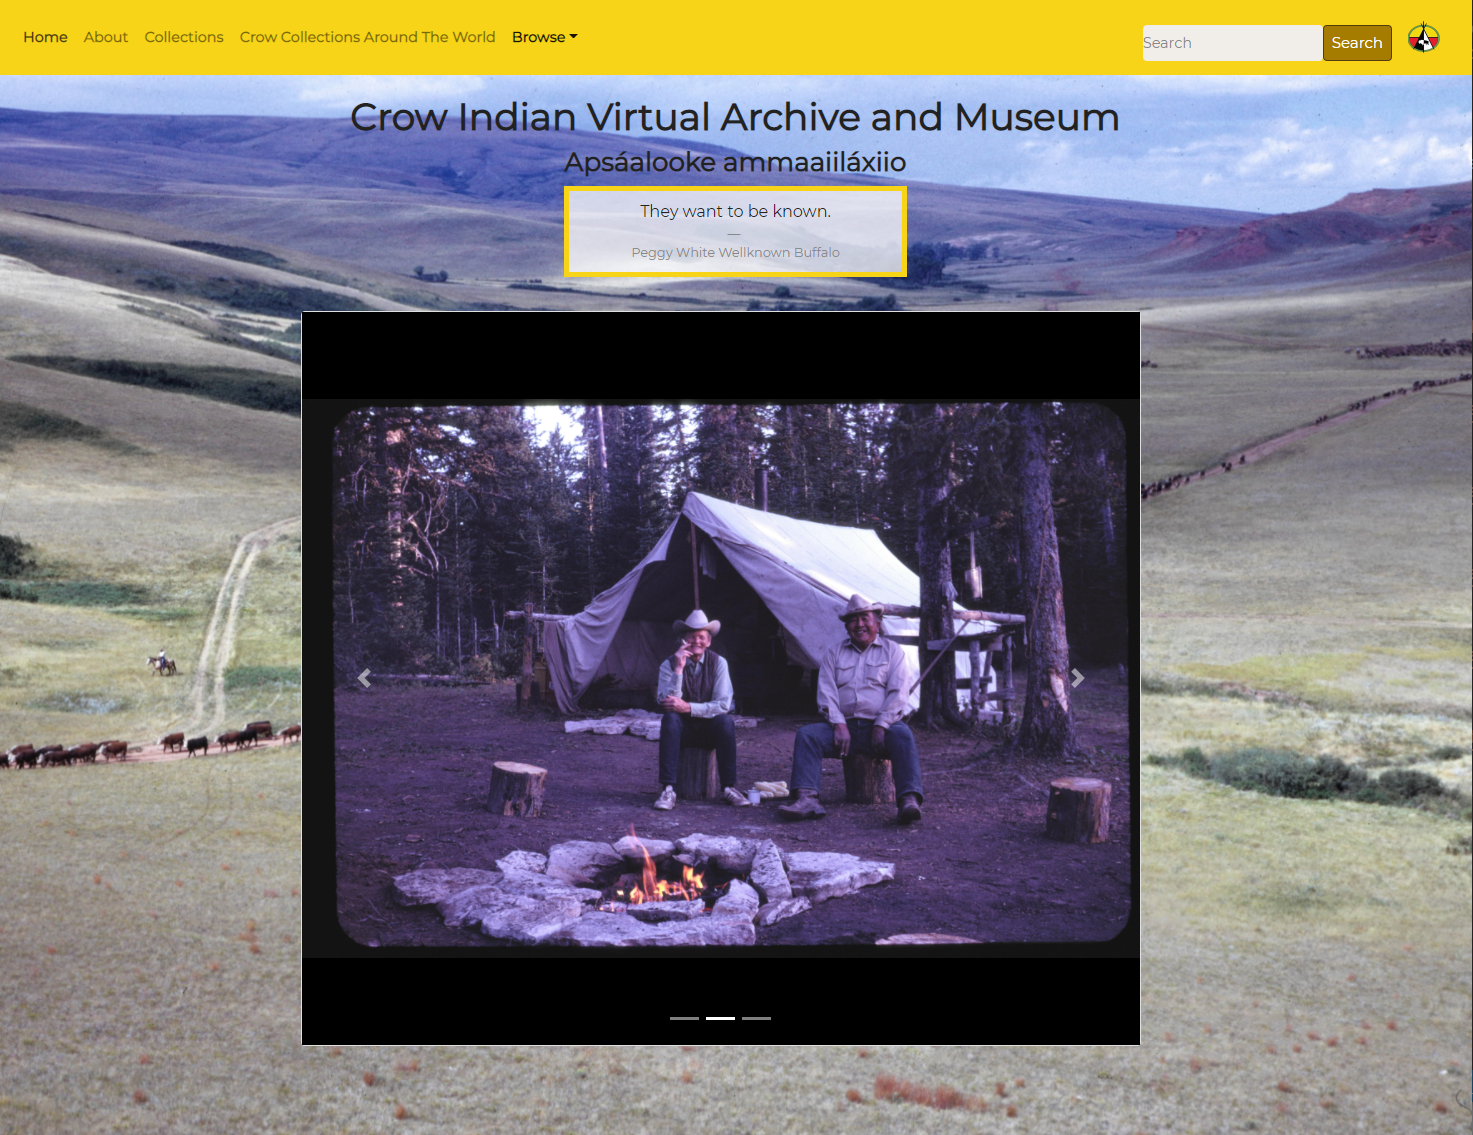 Home About Collections Crow Collections Around The World Browse Search Search
Crow Indian Virtual Archive and Museum
Apsáalooke ammaaiiláxiio
They want to be known.
—
Peggy White Wellknown Buffalo